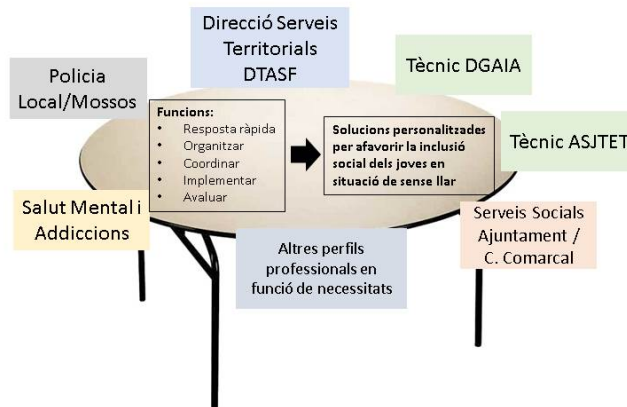 Direcció Serveis
Territorials
DTASF
Tècnic DGAIA
Policia
Local/Mossos
Funcions:
• Resposta ràpida
• Organitzar
• Coordinar
• Implementar
• Avaluar
Solucions personalitzades
per afavorir la inclusió
social dels joves en
situació de sense llar
Tècnic ASJTET
Salut Mental i
Addiccions
Altres perfils
professionals en
funció de necessitats
Serveis Socials
Ajuntament /
C. Comarcal